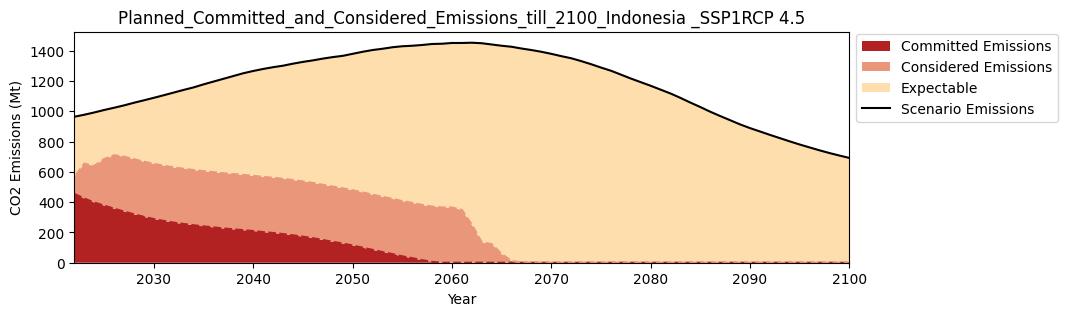 Planned_Committed_and_Considered_Emissions_till_2100_Indonesia _SSP1RCP 4.5
CO2 Emissions (Mt)
1400
1200
1000
800
600
400
200
0
2030 2040 2050 2060 2070 2080 2090 2100
Year
Committed Emissions
Considered Emissions
Expectable
Scenario Emissions